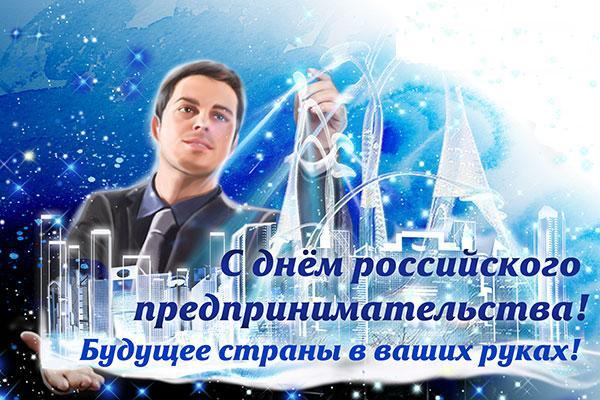 С днём российского
предпринимательства!
Будущее страны в ваших руках!